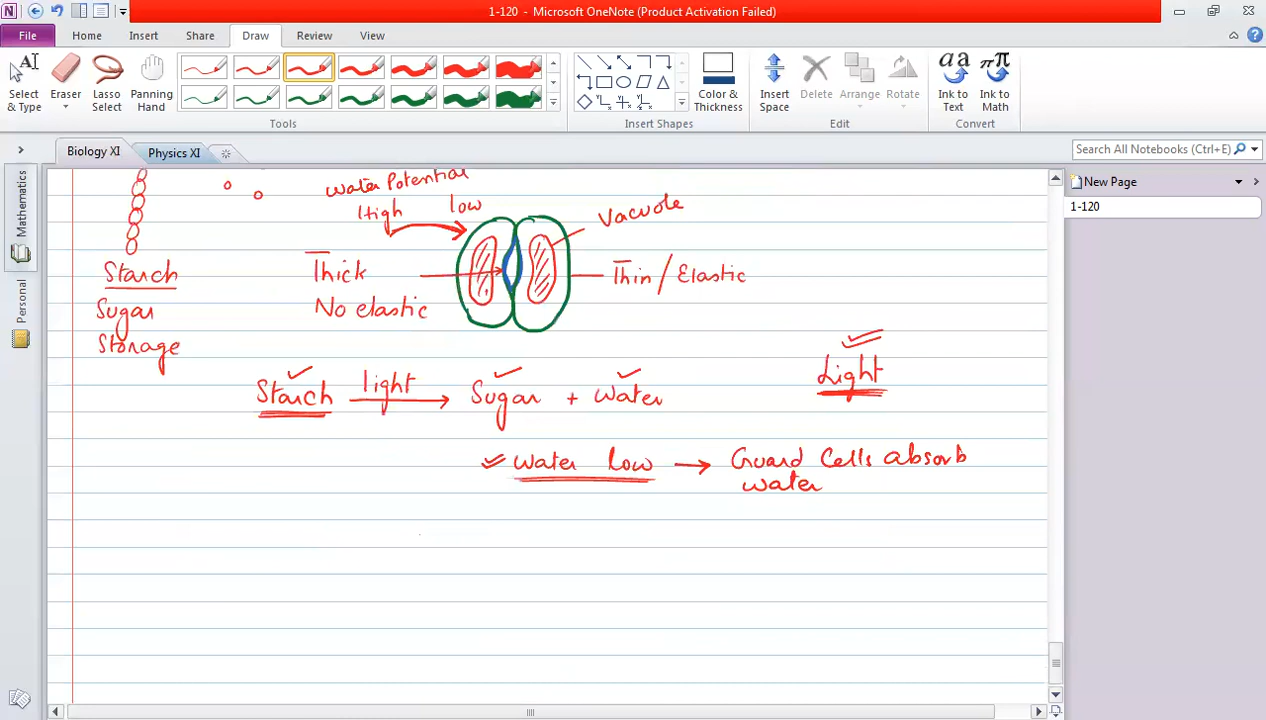 1-120 - Microsoft OneNote (Product Activation Failed)
File Home Insert Share Draw Review View
Select & Type
Eraser
Lasso Select
Panning Hand
Color & Thickness
Insert Space
Delete
Arrange
Rotate
Ink to Text
Ink to Math
Tools
Insert Shapes
Edit
Convert
Biology XI
Physics XI
Search All Notebooks (Ctrl+E)
Mathematics
Personal
New Page
1-120
Water Potential
High low
Vacuole
Starch
Thick
Thin / Elastic
Sugar
No elastic
Storage
Light
Starch light Sugar + Water
Water low → Guard Cells absorb
water